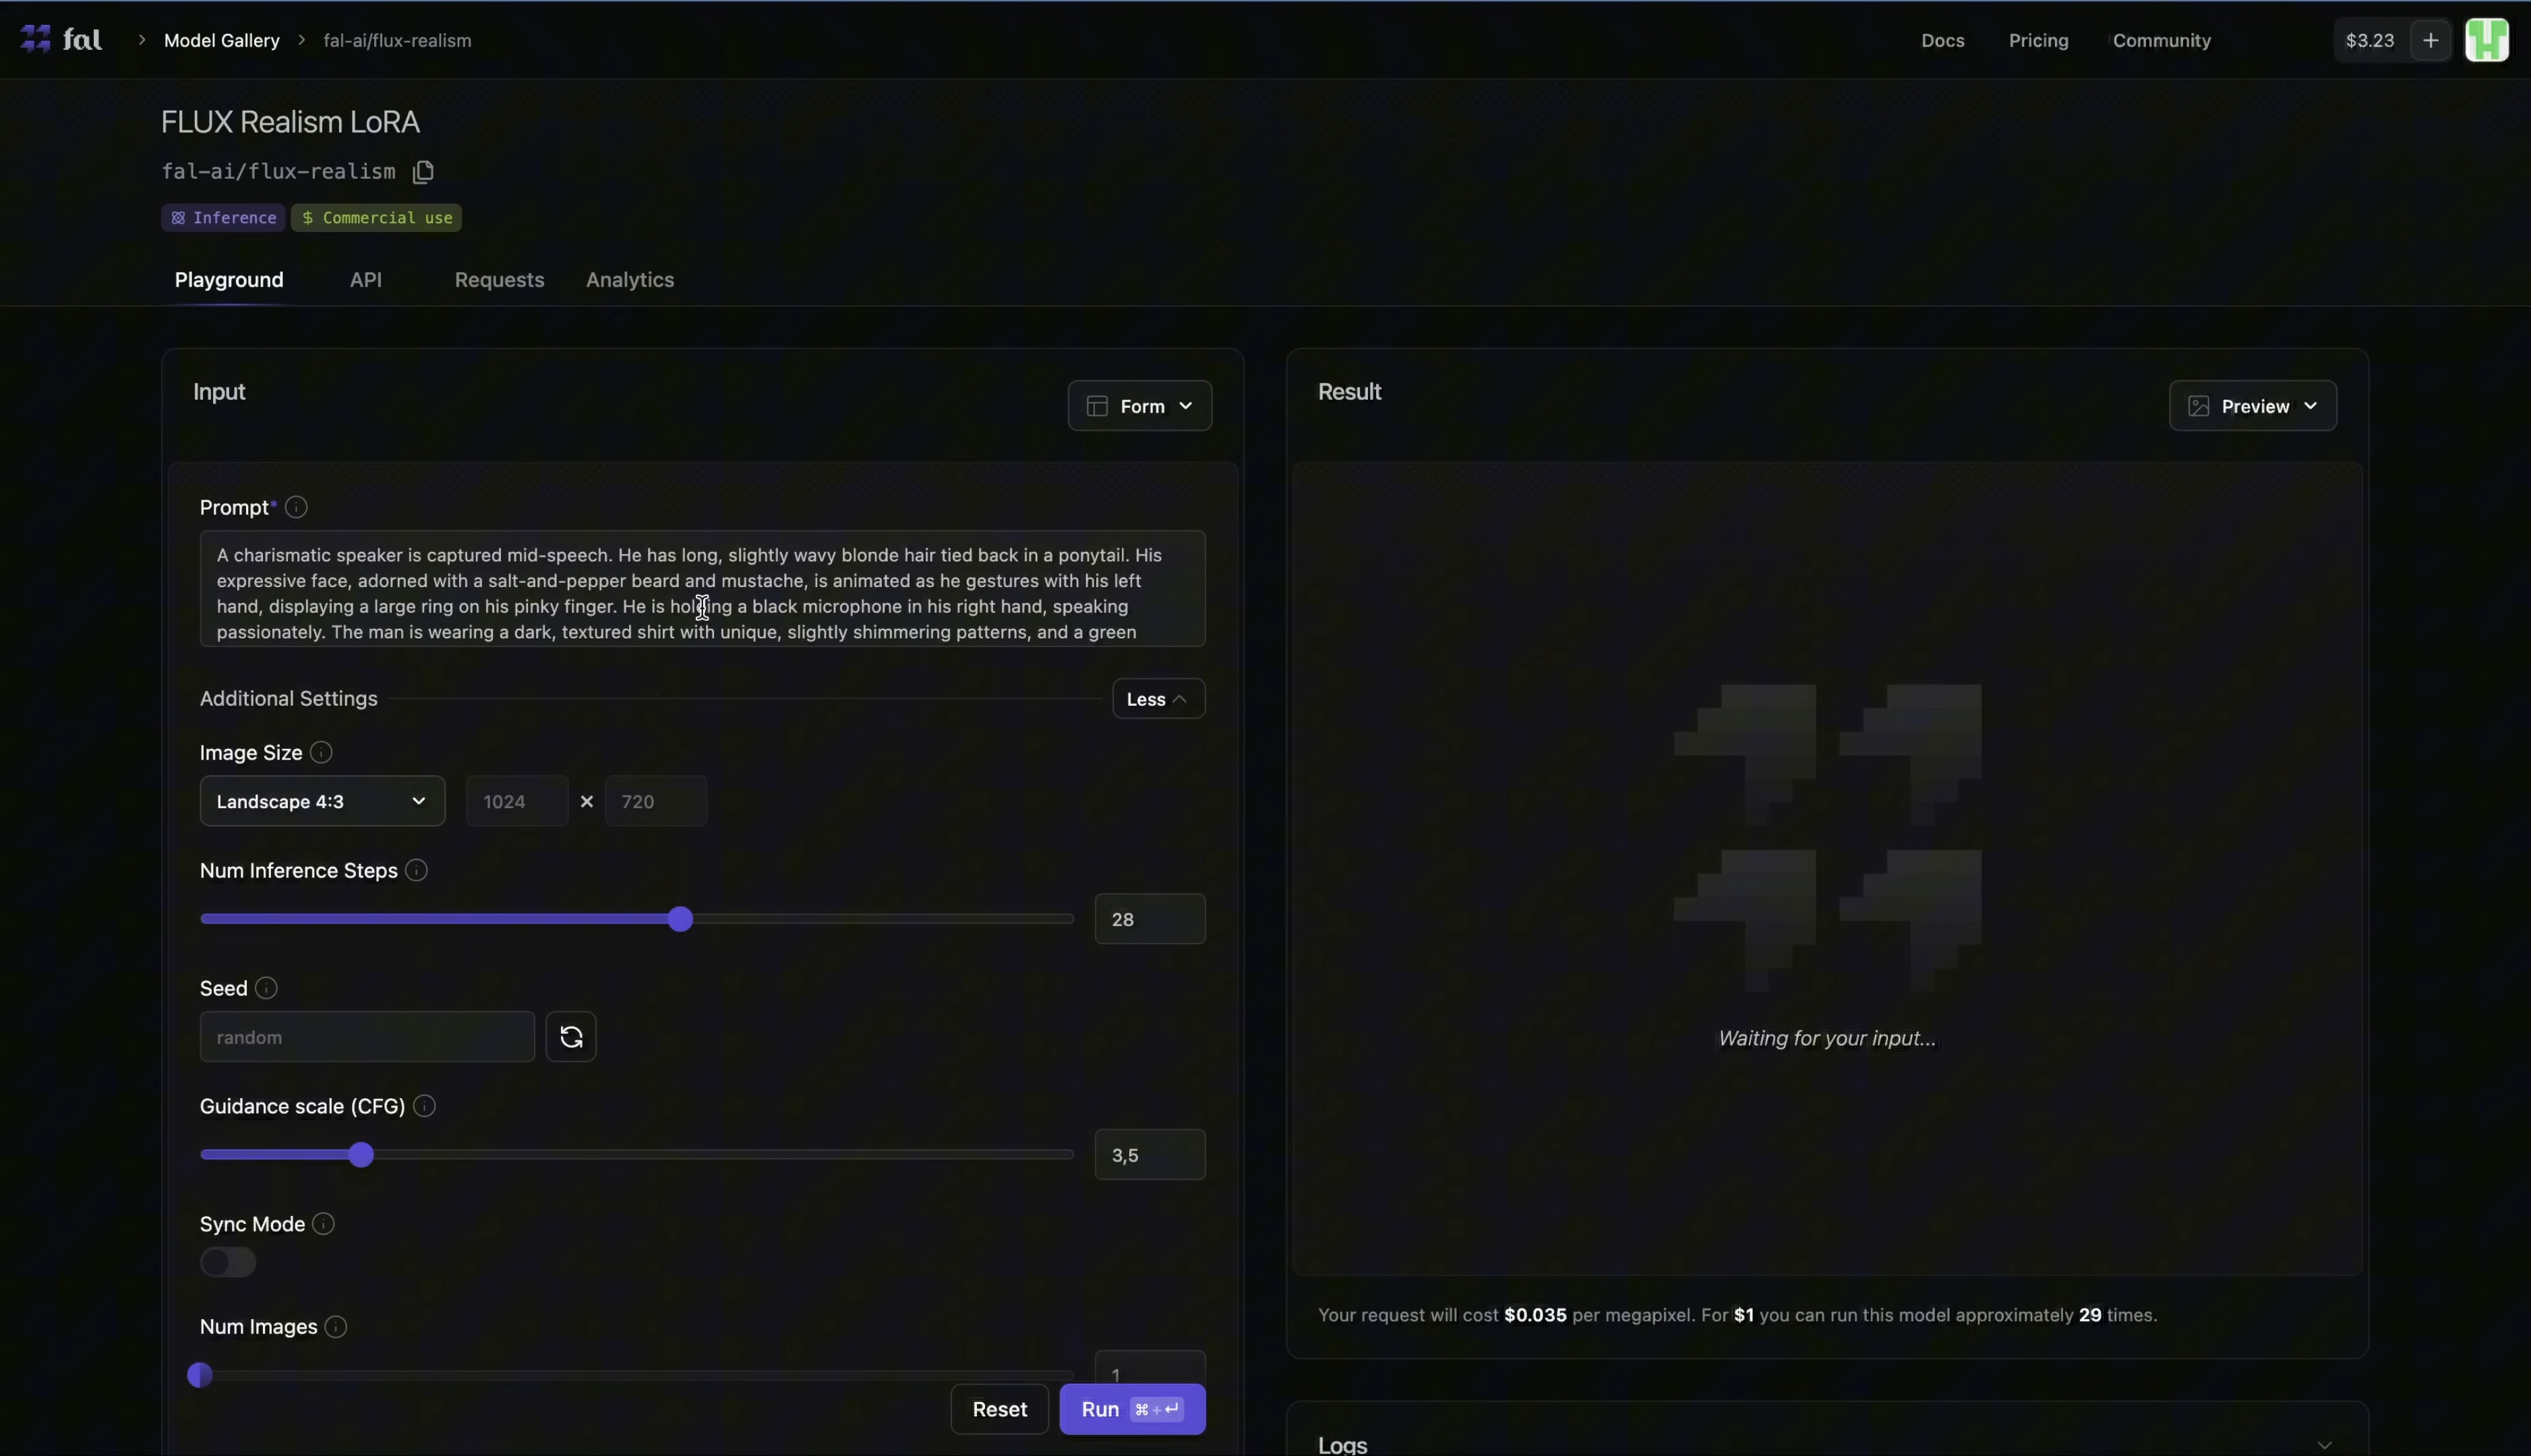 fal > Model Gallery > fal-ai/flux-realism
Docs Pricing Community $3.23 +
FLUX Realism LoRA
fal-ai/flux-realism
Inference $ Commercial use
Playground API Requests Analytics
Input
Form
Prompt*
A charismatic speaker is captured mid-speech. He has long, slightly wavy blonde hair tied back in a ponytail. His
expressive face, adorned with a salt-and-pepper beard and mustache, is animated as he gestures with his left
hand, displaying a large ring on his pinky finger. He is holding a black microphone in his right hand, speaking
passionately. The man is wearing a dark, textured shirt with unique, slightly shimmering patterns, and a green
Additional Settings
Less
Image Size
Landscape 4:3 1024 × 720
Num Inference Steps
28
Seed
random
Guidance scale (CFG)
3,5
Sync Mode
Num Images
1
Reset Run ⌘+↵
Result
Preview
Waiting for your input...
Your request will cost $0.035 per megapixel. For $1 you can run this model approximately 29 times.
Logs